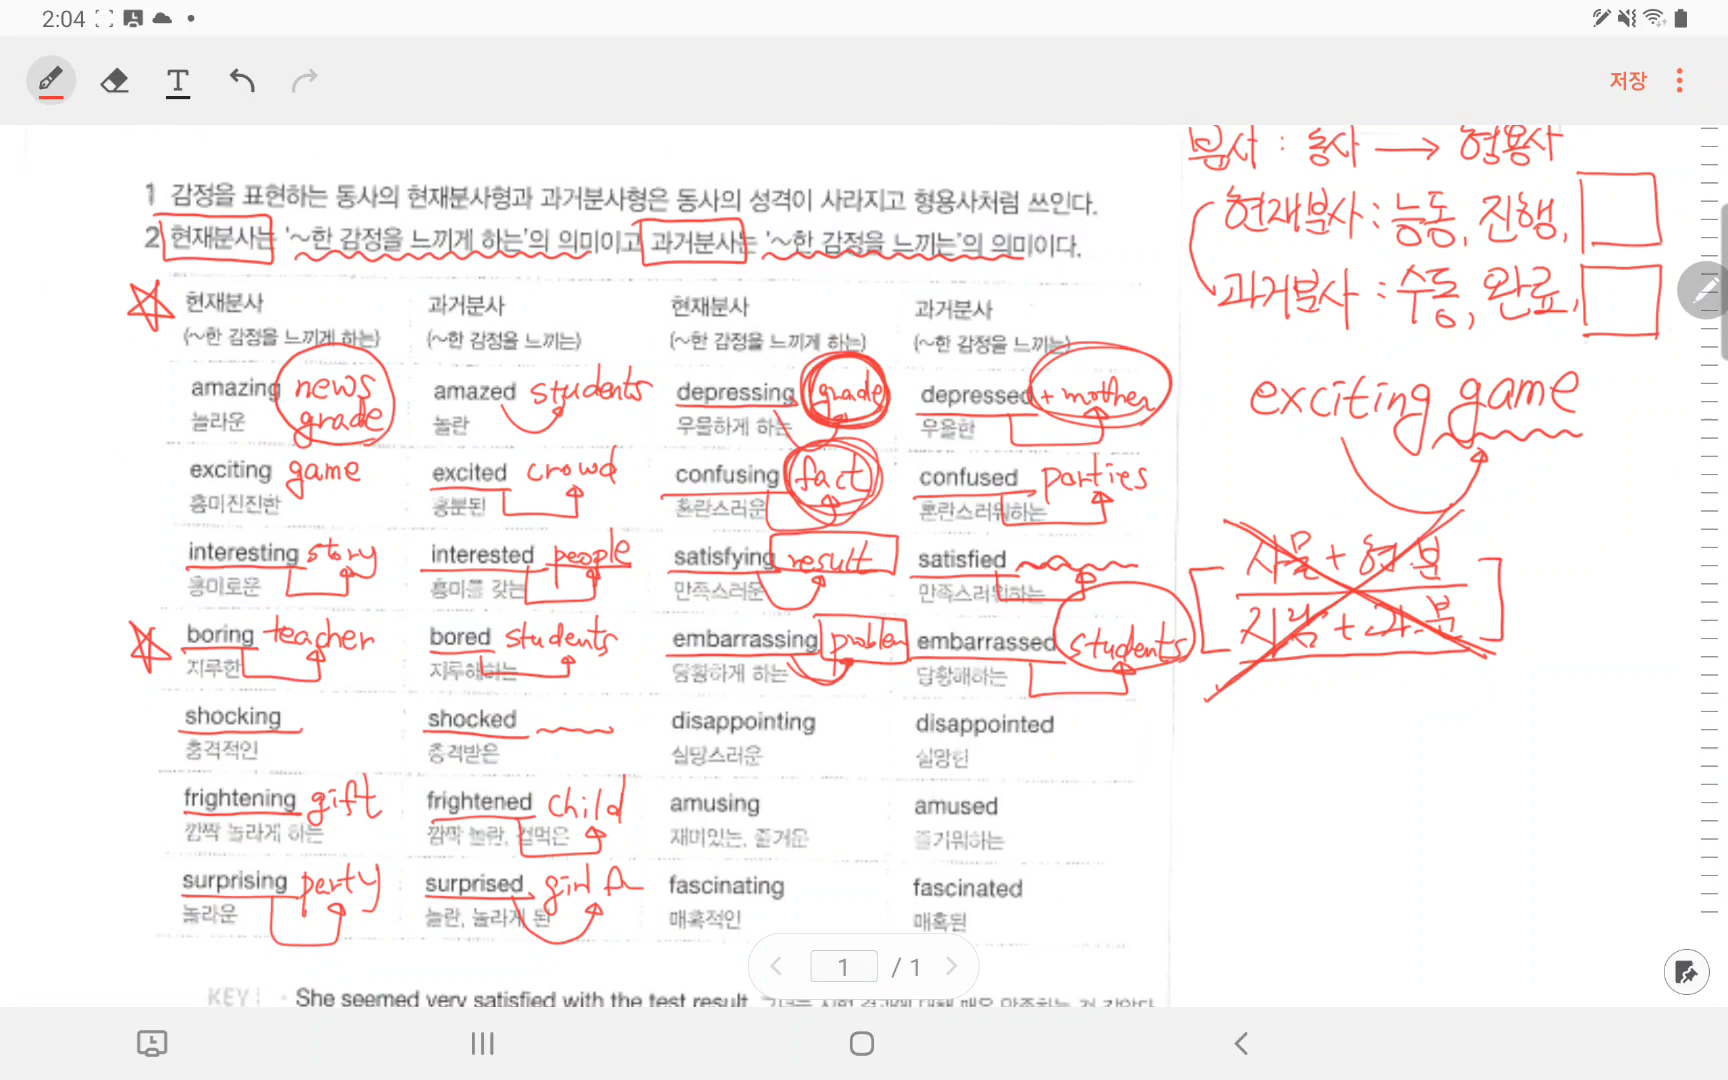 2:04
저장
분사 : 동사 → 형용사
현재분사 : 능동, 진행,
과거분사 : 수동, 완료,
1 감정을 표현하는 동사의 현재분사형과 과거분사형은 동사의 성격이 사라지고 형용사처럼 쓰인다.
2 현재분사는 '~한 감정을 느끼게 하는'의 의미이고 과거분사는 '~한 감정을 느끼는'의 의미이다.
현재분사 과거분사 현재분사 과거분사
(~한 감정을 느끼게 하는) (~한 감정을 느끼는) (~한 감정을 느끼게 하는) (~한 감정을 느끼는)
amazing news grade amazed students depressing grade depressed + mother
놀라운 놀란 우울하게 하는 우울한
exciting game
exciting game excited crowd confusing fact confused parties
흥미진진한 흥분된 혼란스러운 혼란스러워하는
interesting story interested people satisfying result satisfied
흥미로운 흥미를 갖는 만족스러운 만족스러워하는
사물 + 현분
boring teacher bored students embarrassing problem embarrassed students
지루한 지루해하는 당황하게 하는 당황해하는
shocking shocked disappointing disappointed
충격적인 충격받은 실망스러운 실망한
frightening gift frightened child amusing amused
깜짝 놀라게 하는 깜짝 놀란, 겁먹은 재미있는, 즐거운 즐거워하는
surprising party surprised girl fr
놀라운 놀란, 놀라게 된
fascinating fascinated
매혹적인 매혹된
1 / 1
KEY She seemed very satisfied with the test result.